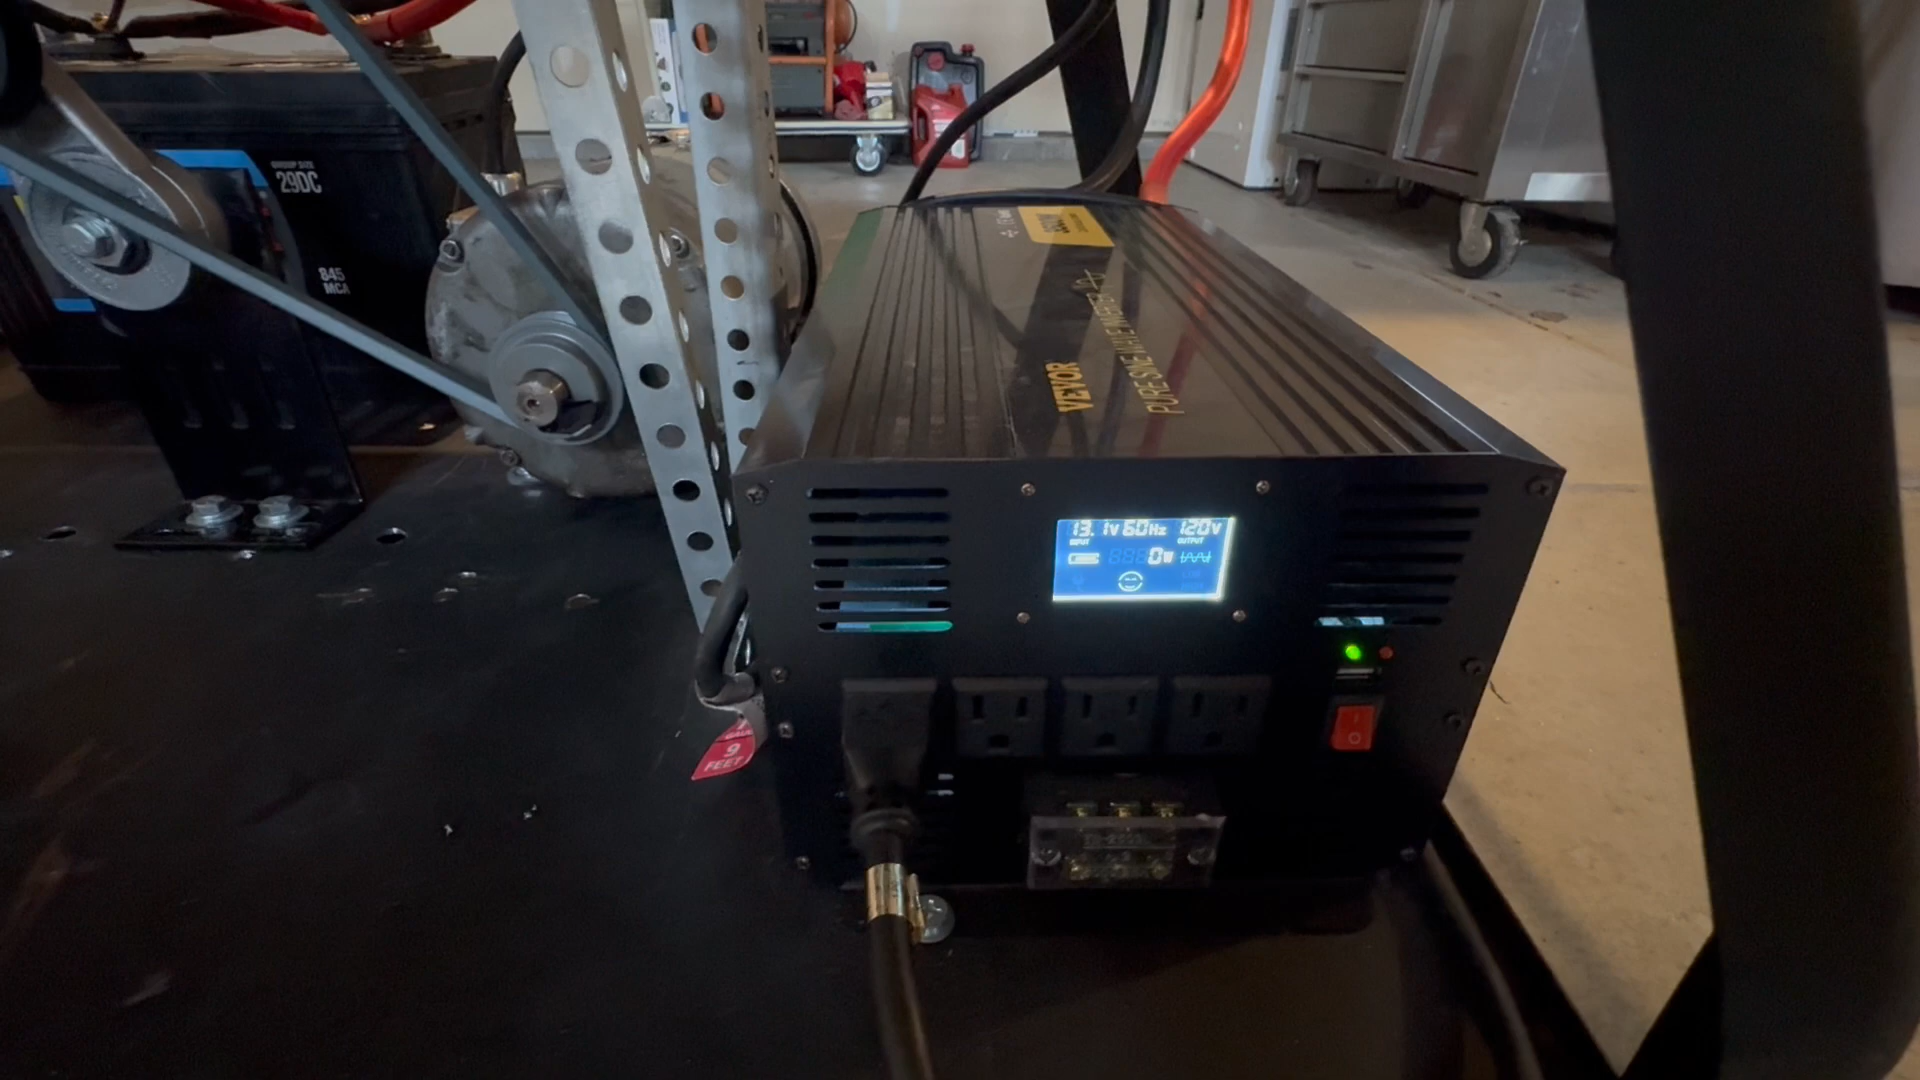 GROUP SIZE
29DC
845
MCA
VEVOR
PURE SINE WAVE INVERTER
13.1V 60Hz 120V
INPUT
OUTPUT
0W
9
FEET
I
O